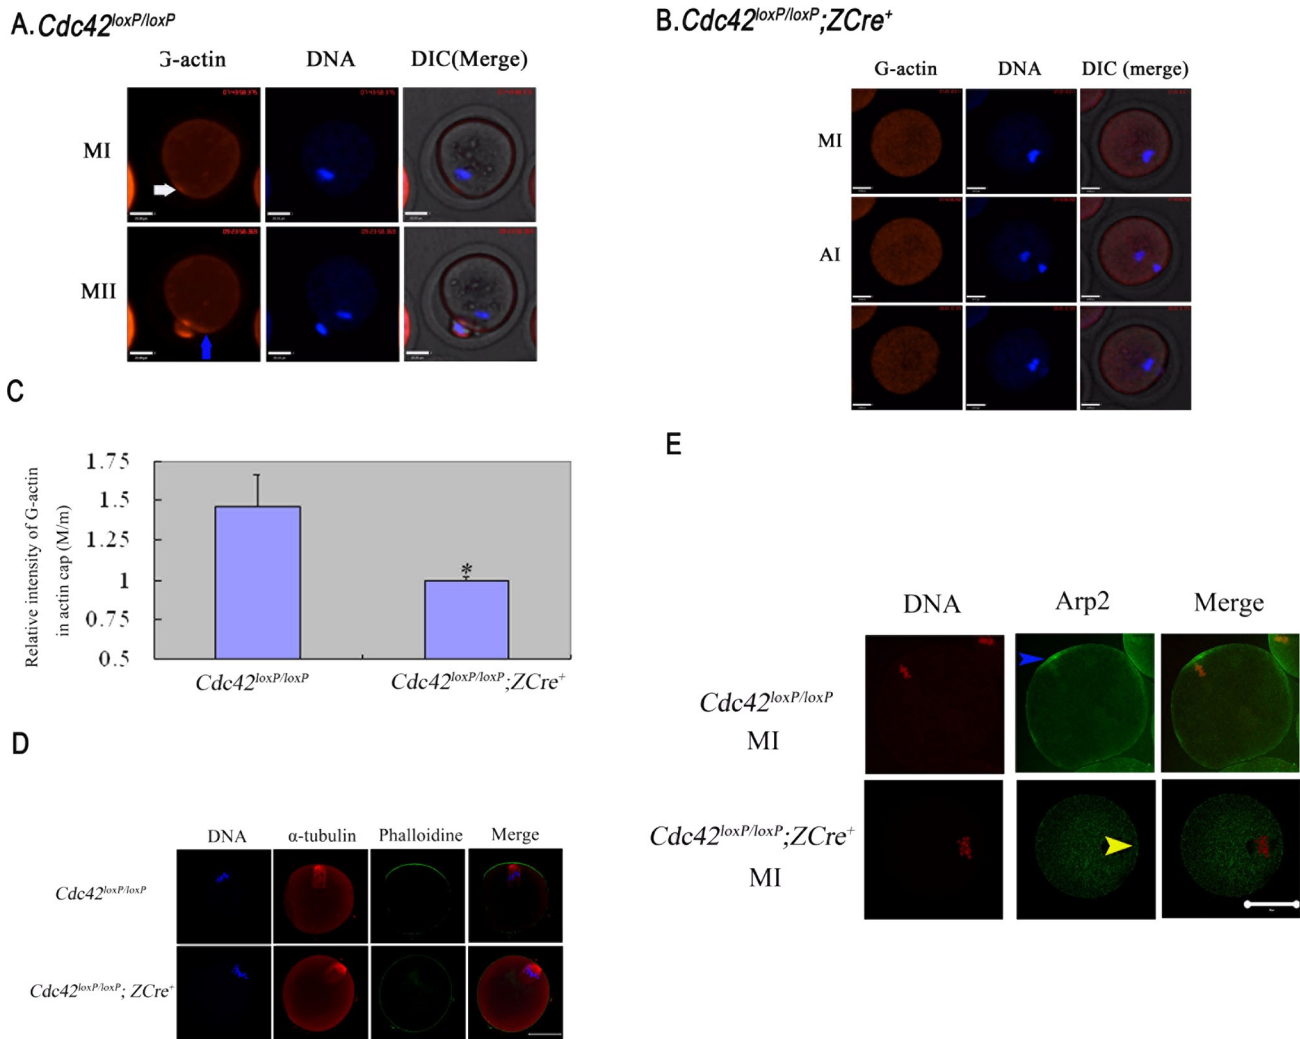 A. Cdc42loxP/loxP
G-actin DNA DIC(Merge)
MI
MII
B. Cdc42loxP/loxP;ZCre+
G-actin DNA DIC (merge)
MI
AI
C
Relative intensity of G-actin
in actin cap (M/m)
1.75
1.5
1.25
1
0.75
0.5
*
Cdc42loxP/loxP Cdc42loxP/loxP;ZCre+
D
DNA α-tubulin Phalloidine Merge
Cdc42loxP/loxP
Cdc42loxP/loxP; ZCre+
E
DNA Arp2 Merge
Cdc42loxP/loxP
MI
Cdc42loxP/loxP;ZCre+
MI